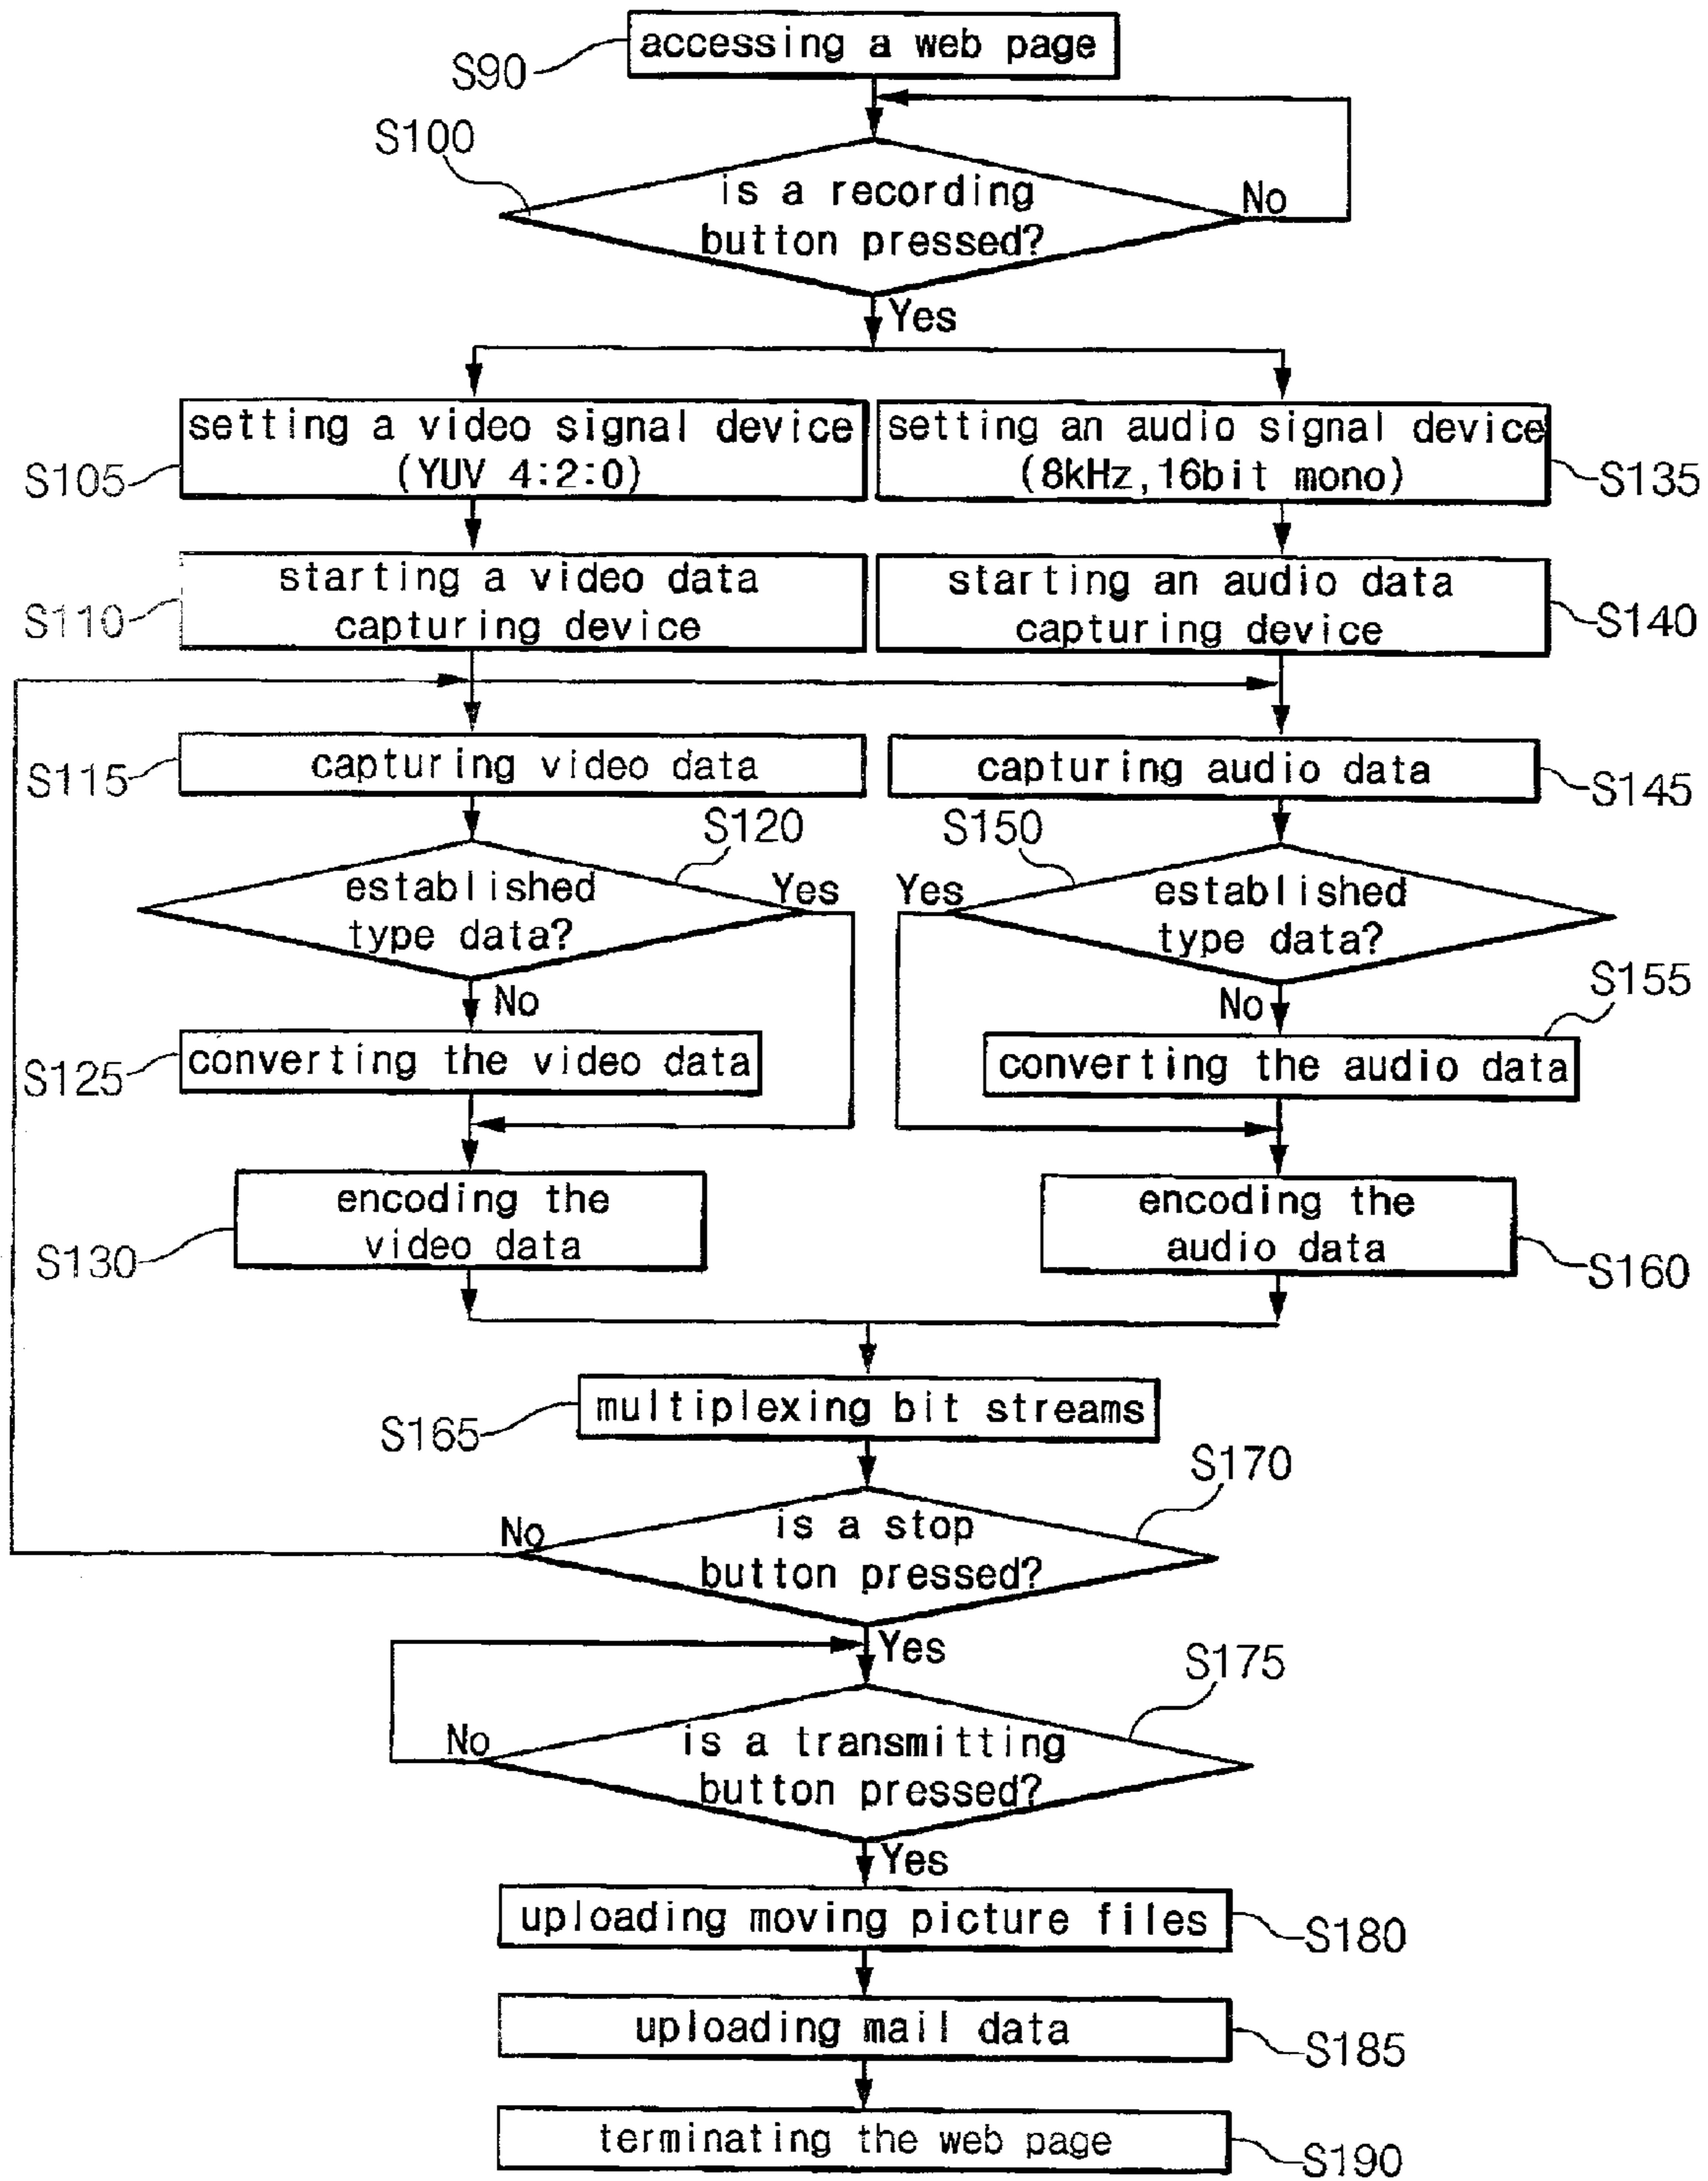 accessing a web page
S90
S100
is a recording
button pressed?
No
Yes
setting a video signal device
(YUV 4:2:0)
S105
setting an audio signal device
(8kHz,16bit mono)
S135
starting a video data
capturing device
S110
starting an audio data
capturing device
S140
capturing video data
S115
capturing audio data
S145
S120
established
type data?
Yes
No
S150
Yes
established
type data?
No
S155
converting the video data
S125
converting the audio data
encoding the
video data
S130
encoding the
audio data
S160
multiplexing bit streams
S165
S170
is a stop
button pressed?
No
Yes
S175
is a transmitting
button pressed?
No
Yes
uploading moving picture files
S180
uploading mail data
S185
terminating the web page
S190